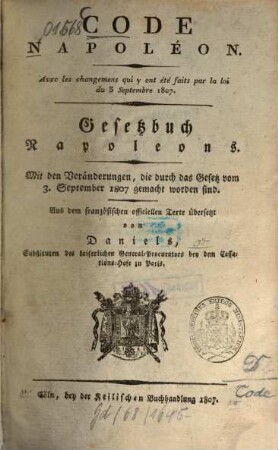 01568
CODE
NAPOLÉON.
Avec les changemens qui y ont été faits par la loi
du 3 Septembre 1807.
Gesetzbuch
Napoleons.
Mit den Veränderungen, die durch das Gesetz vom
3. September 1807 gemacht worden sind.
Aus dem französischen officiellen Texte übersetzt
von
Daniels,
Substituten des kaiserlichen General-Procurators bey dem Cassa-
tions-Hofe zu Paris.
Cöln, bey der Keilischen Buchhandlung 1807.
Code